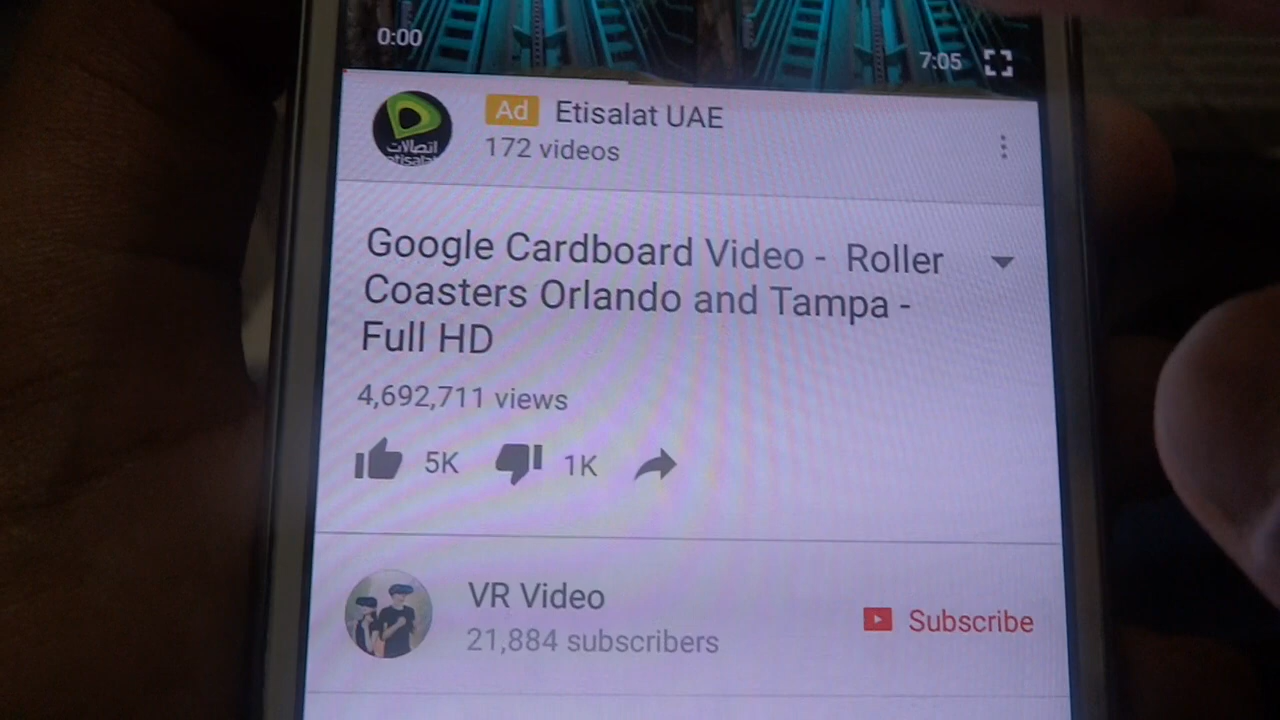 0:00
7:05
اتصالات
etisalat
Ad Etisalat UAE
172 videos
Google Cardboard Video - Roller
Coasters Orlando and Tampa -
Full HD
4,692,711 views
5K 1K
VR Video
21,884 subscribers
Subscribe